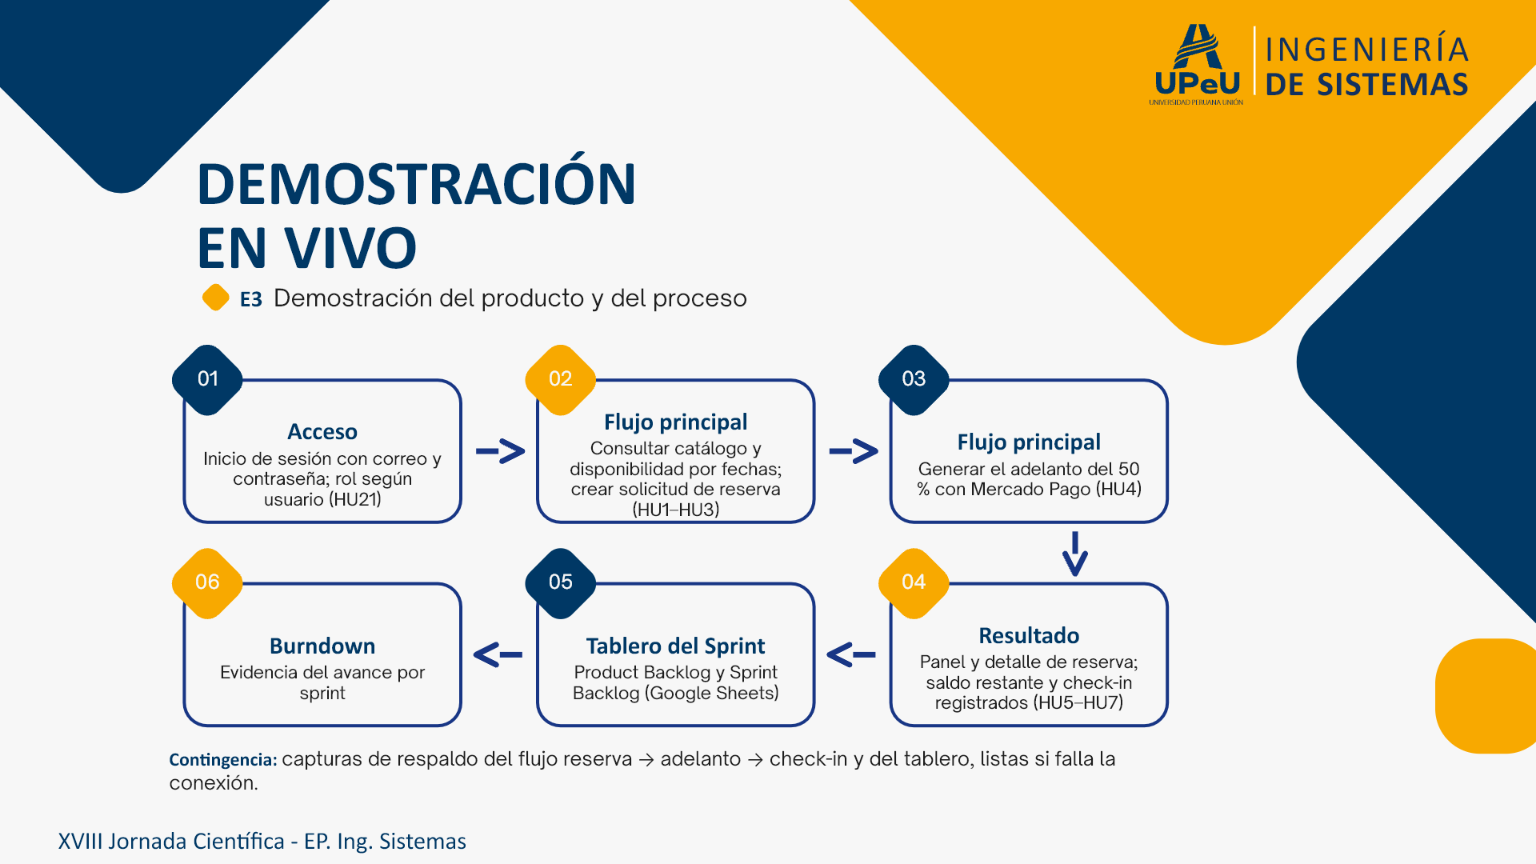 UPeU
UNIVERSIDAD PERUANA UNIÓN
INGENIERÍA
DE SISTEMAS
DEMOSTRACIÓN
EN VIVO
E3 Demostración del producto y del proceso
01
Acceso
Inicio de sesión con correo y
contraseña; rol según
usuario (HU21)
02
Flujo principal
Consultar catálogo y
disponibilidad por fechas;
crear solicitud de reserva
(HU1–HU3)
03
Flujo principal
Generar el adelanto del 50
% con Mercado Pago (HU4)
04
Resultado
Panel y detalle de reserva;
saldo restante y check-in
registrados (HU5–HU7)
05
Tablero del Sprint
Product Backlog y Sprint
Backlog (Google Sheets)
06
Burndown
Evidencia del avance por
sprint
Contingencia: capturas de respaldo del flujo reserva → adelanto → check-in y del tablero, listas si falla la
conexión.
XVIII Jornada Científica - EP. Ing. Sistemas